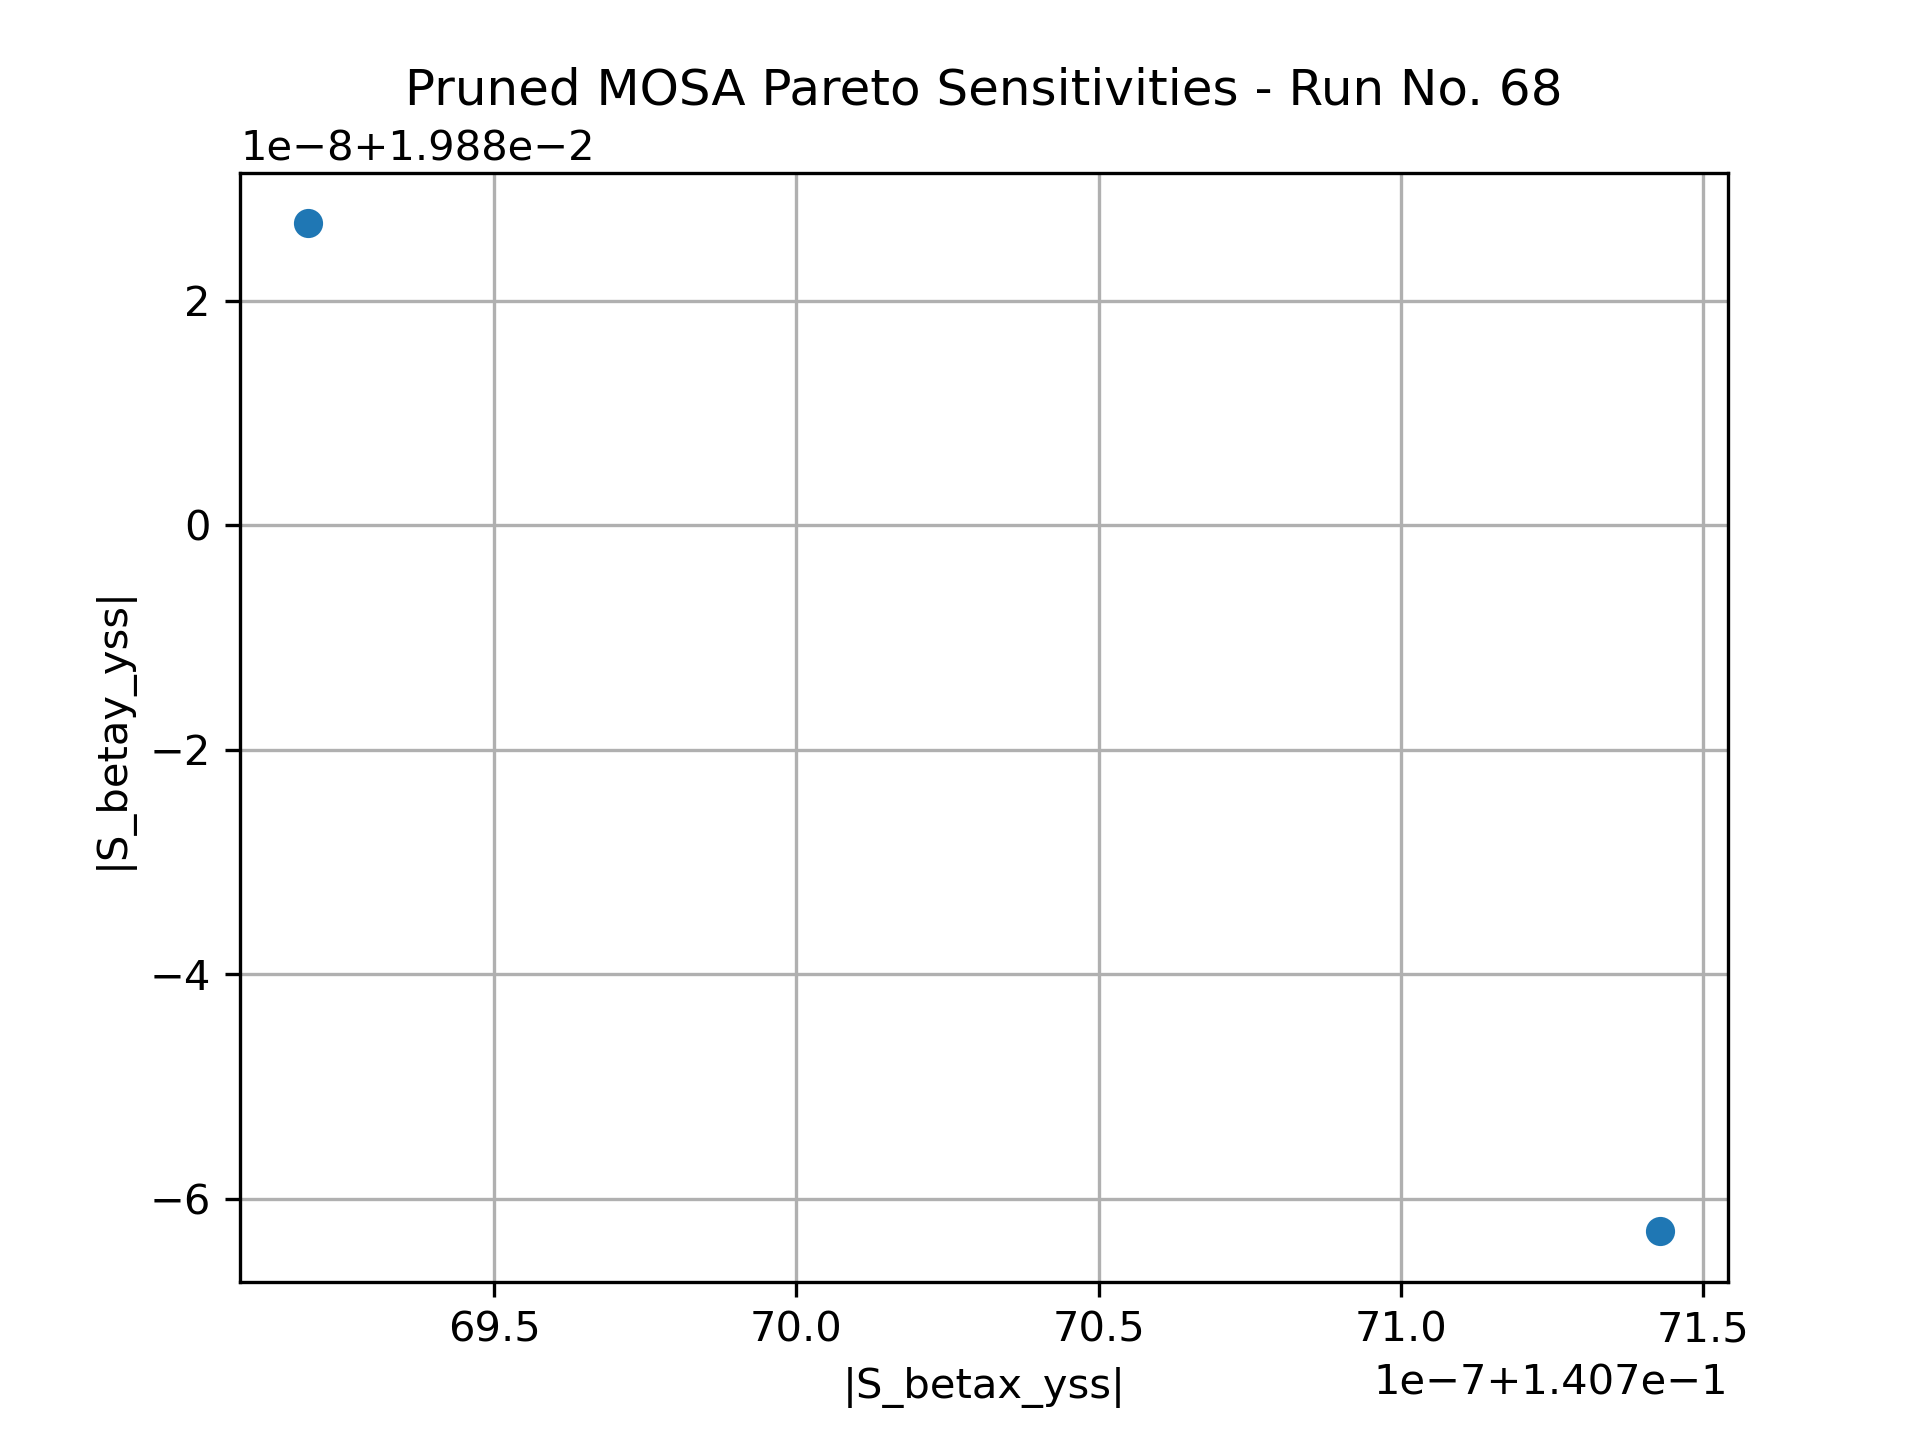 Pruned MOSA Pareto Sensitivities - Run No. 68
1e−8+1.988e−2
2
0
−2
−4
−6
|S_betay_yss|
69.5 70.0 70.5 71.0 71.5
1e−7+1.407e−1
|S_betax_yss|